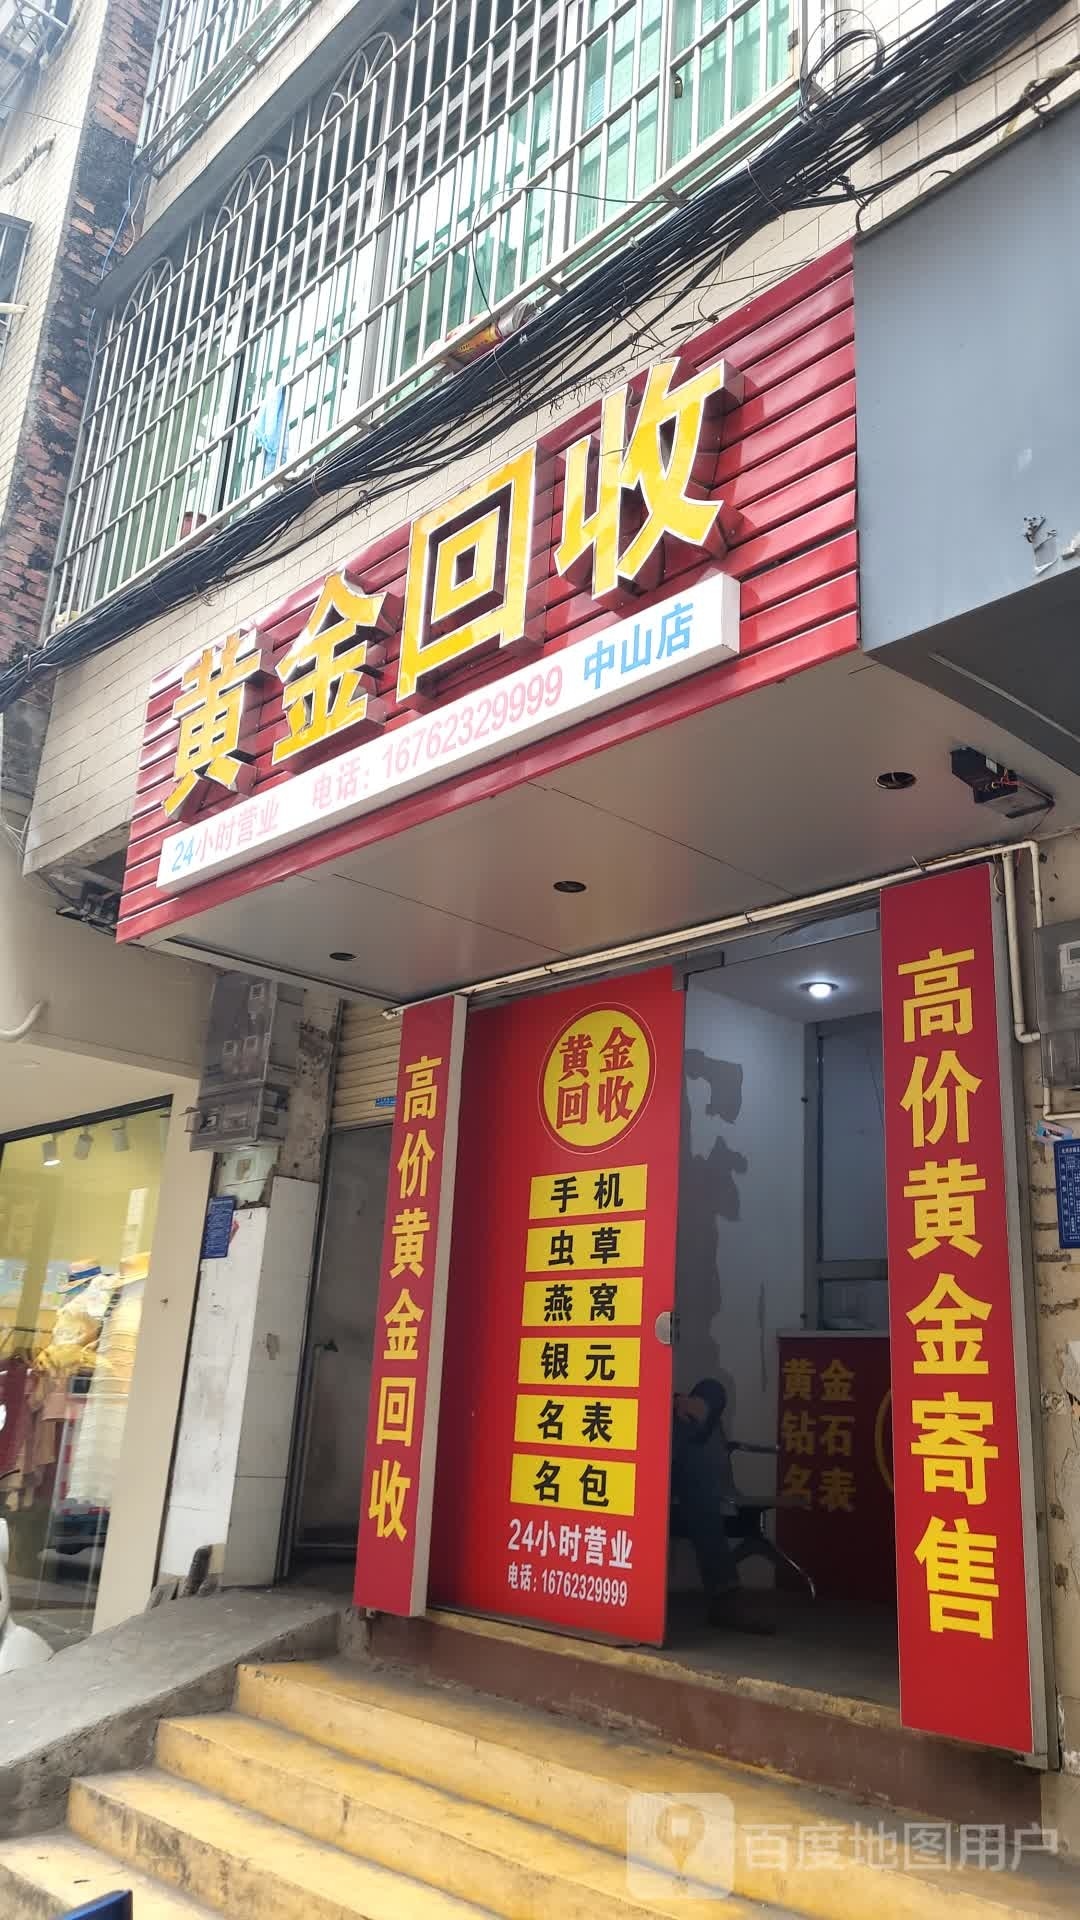 黄金回收
24小时营业 电话：16762329999 中山店
高价黄金回收
黄金
回收
手机
虫草
燕窝
银元
名表
名包
24小时营业
电话：16762329999
黄金
钻石
名表
高价黄金寄售
百度地图用户